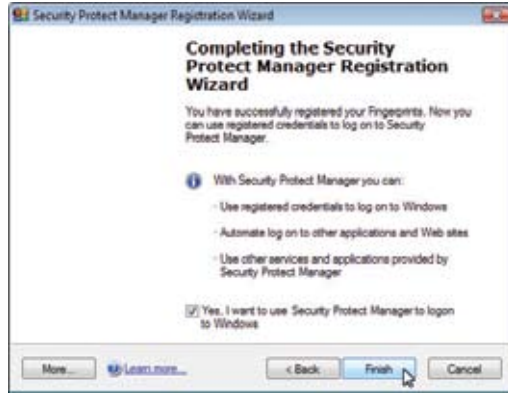 Security Protect Manager Registration Wizard
Completing the Security
Protect Manager Registration
Wizard
You have successfully registered your Fingerprints. Now you
can use registered credentials to log on to Security
Protect Manager.
With Security Protect Manager you can:
· Use registered credentials to log on to Windows
· Automate log on to other applications and Web sites
· Use other services and applications provided by
Security Protect Manager
Yes, I want to use Security Protect Manager to logon
to Windows
More... Learn more... < Back Finish Cancel